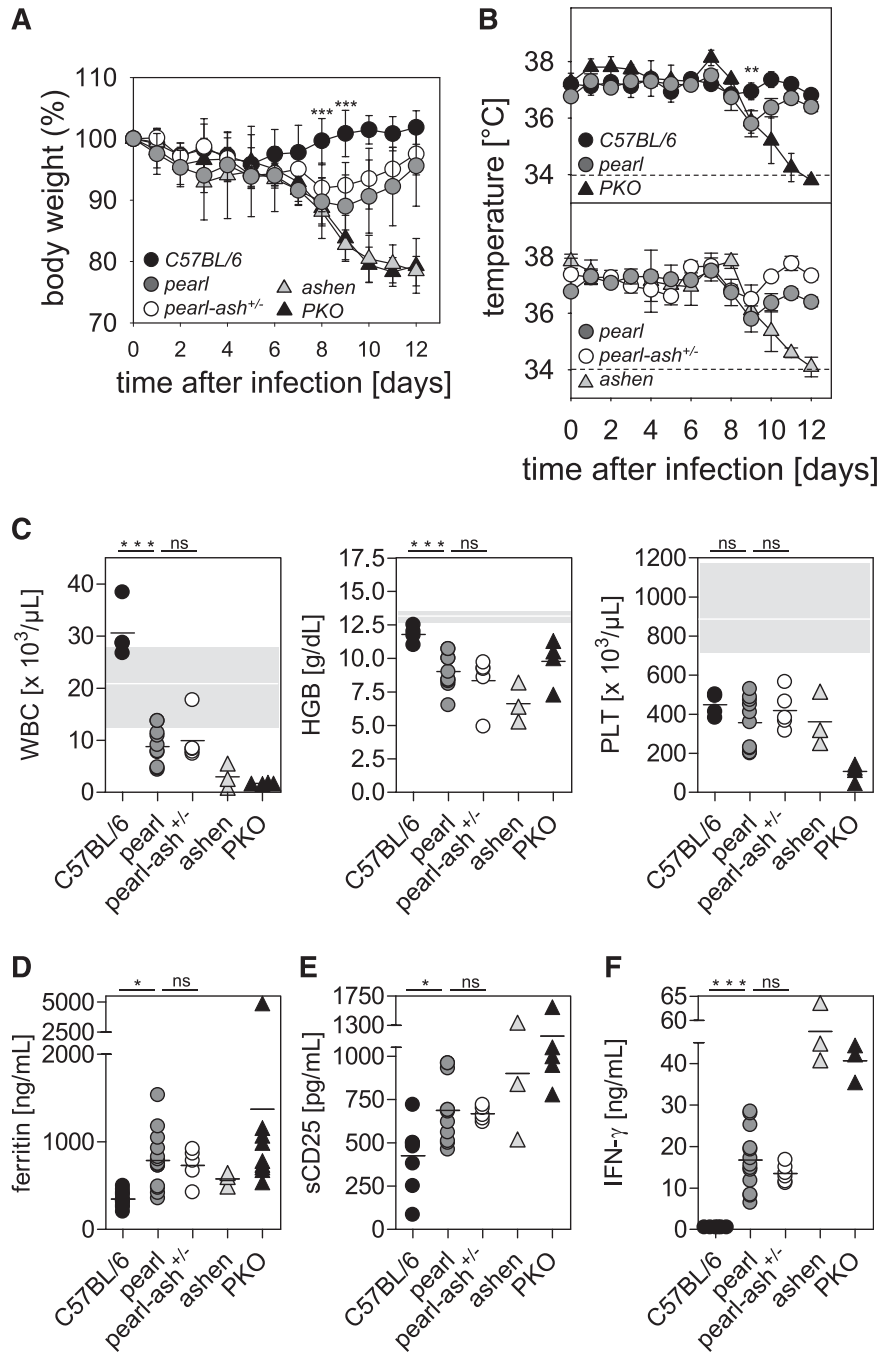 A
110
100
90
80
70
body weight (%)
*** ***
C57BL/6
pearl
pearl-ash+/-
ashen
PKO
0 2 4 6 8 10 12
time after infection [days]
B
38
36
34
38
36
34
temperature [°C]
**
C57BL/6
pearl
PKO
pearl
pearl-ash+/-
ashen
0 2 4 6 8 10 12
time after infection [days]
C
* * * ns
40
30
20
10
0
WBC [x 10³/µL]
C57BL/6
pearl
pearl-ash+/-
ashen
PKO
* * * ns
17.5
15.0
12.5
10.0
7.5
5.0
2.5
0.0
HGB [g/dL]
C57BL/6
pearl
pearl-ash+/-
ashen
PKO
ns ns
1200
1000
800
600
400
200
0
PLT [x 10³/µL]
C57BL/6
pearl
pearl-ash+/-
ashen
PKO
D
* ns
5000
2500
2000
1000
0
ferritin [ng/mL]
C57BL/6
pearl
pearl-ash+/-
ashen
PKO
E
* ns
1750
1300
1000
750
500
250
0
sCD25 [pg/mL]
C57BL/6
pearl
pearl-ash+/-
ashen
PKO
F
* * * ns
65
60
50
40
30
20
10
0
IFN-γ [ng/mL]
C57BL/6
pearl
pearl-ash+/-
ashen
PKO